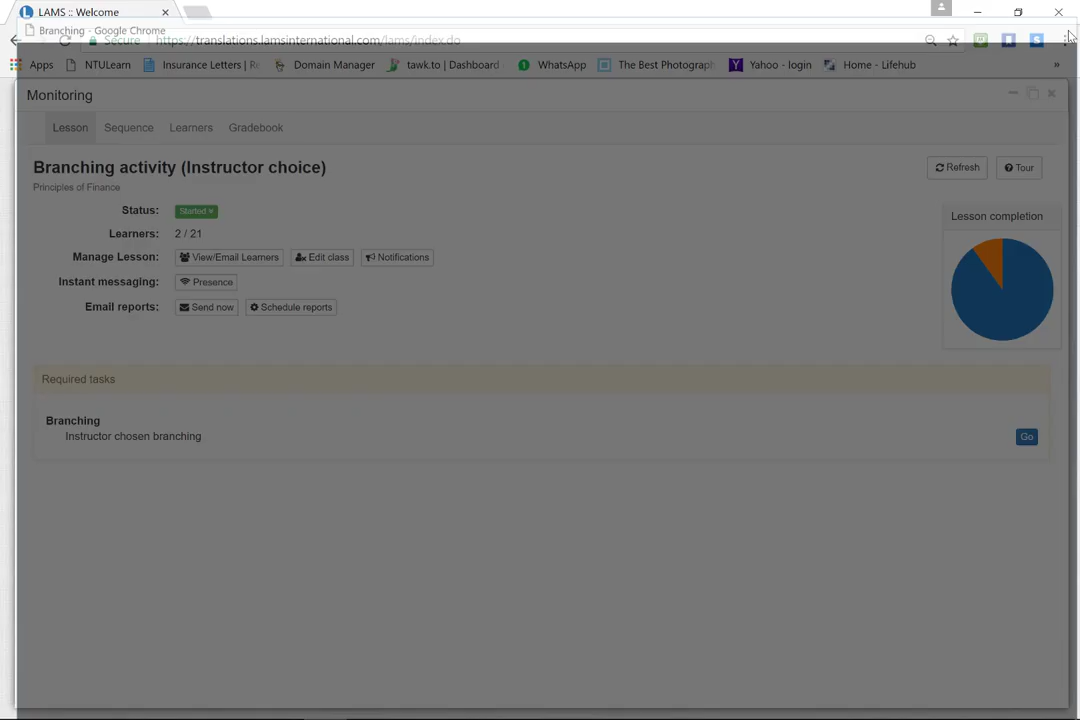 LAMS :: Welcome
Branching - Google Chrome
Secure https://translations.lamsinternational.com/lams/index.do
Apps NTULearn Insurance Letters | Re Domain Manager tawk.to | Dashboard WhatsApp The Best Photograph Yahoo - login Home - Lifehub »
Monitoring
Lesson Sequence Learners Gradebook
Branching activity (Instructor choice)
Refresh Tour
Principles of Finance
Status: Started
Lesson completion
Learners: 2 / 21
Manage Lesson: View/Email Learners Edit class Notifications
Instant messaging: Presence
Email reports: Send now Schedule reports
Required tasks
Branching
Instructor chosen branching
Go